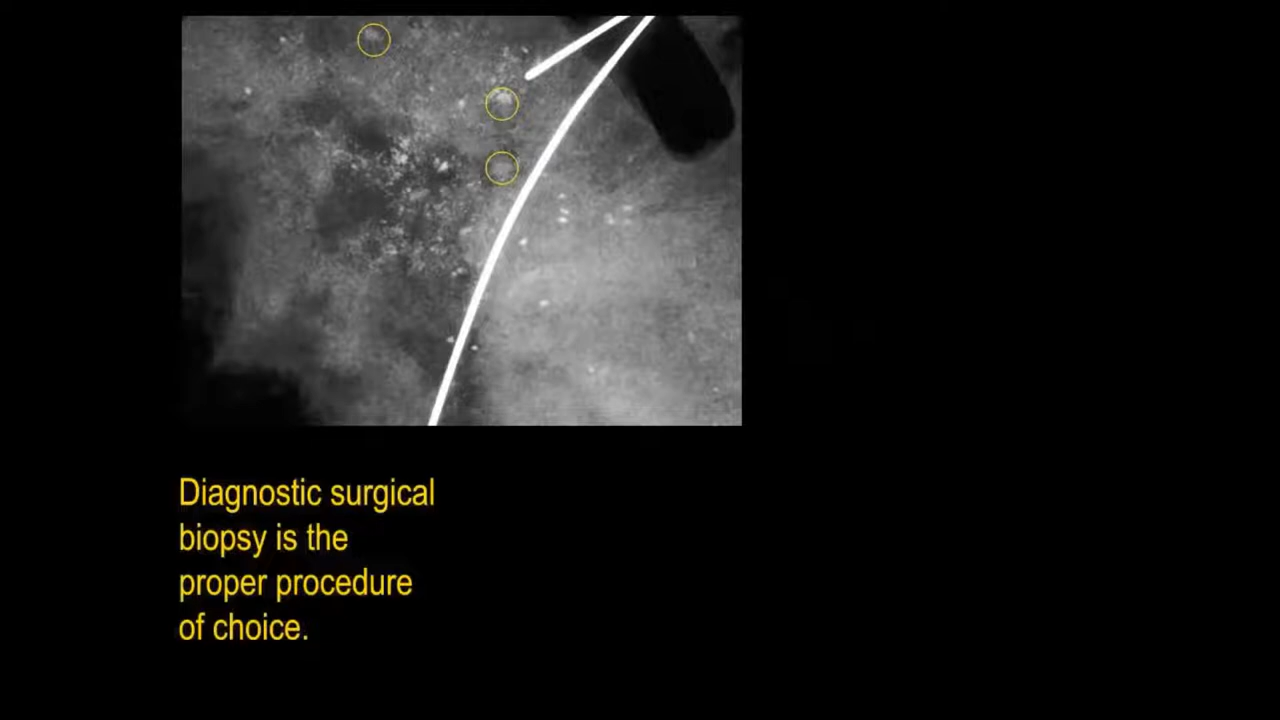 Diagnostic surgical
biopsy is the
proper procedure
of choice.